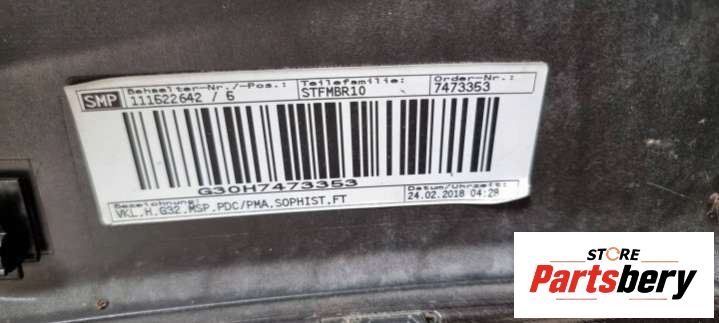 SMP
Behaelter-Nr./-Pos.: Teilefamilie: Order-Nr.:
111622642 / 6 STFMBR10 7473353
G30H7473353
Bezeichnung: Datum/Uhrzeit:
VKL.H.G32.MSP.PDC/PMA.SOPHIST.FT 24.02.2018 04:28
STORE
Partsbery